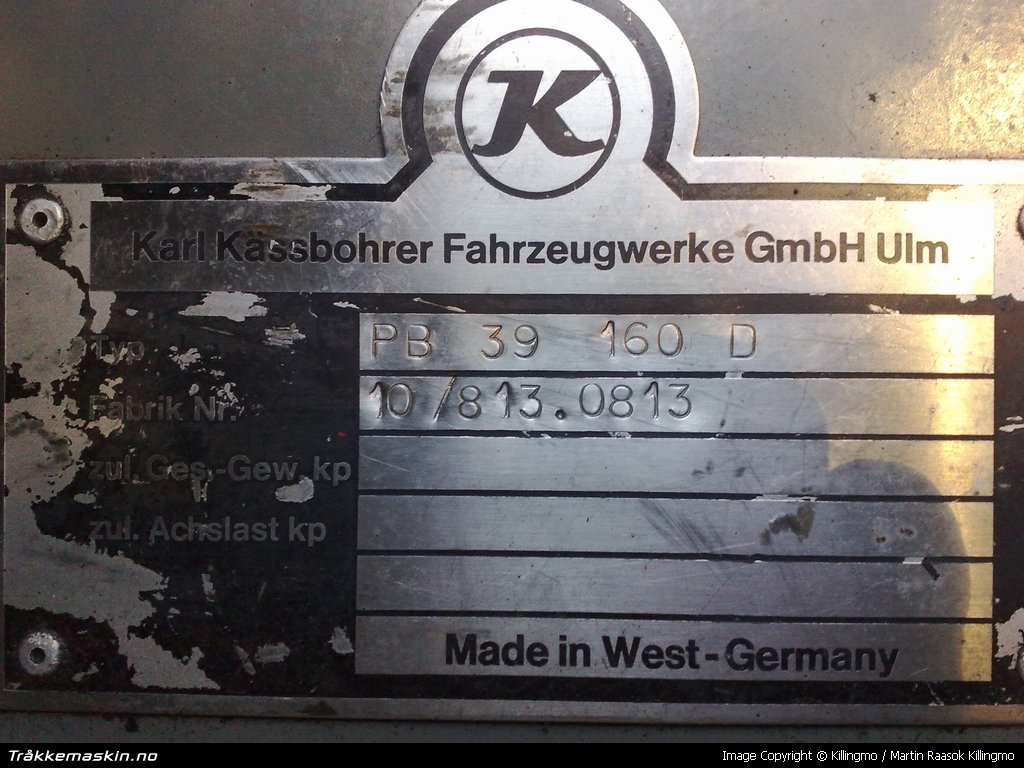 K
Karl Kässbohrer Fahrzeugwerke GmbH Ulm
Typ PB 39 160 D
Fabrik Nr. 10/813.0813
zul. Ges.-Gew. kp
zul. Achslast kp
Made in West-Germany
Tråkkemaskin.no
Image Copyright © Killingmo / Martin Raasok Killingmo